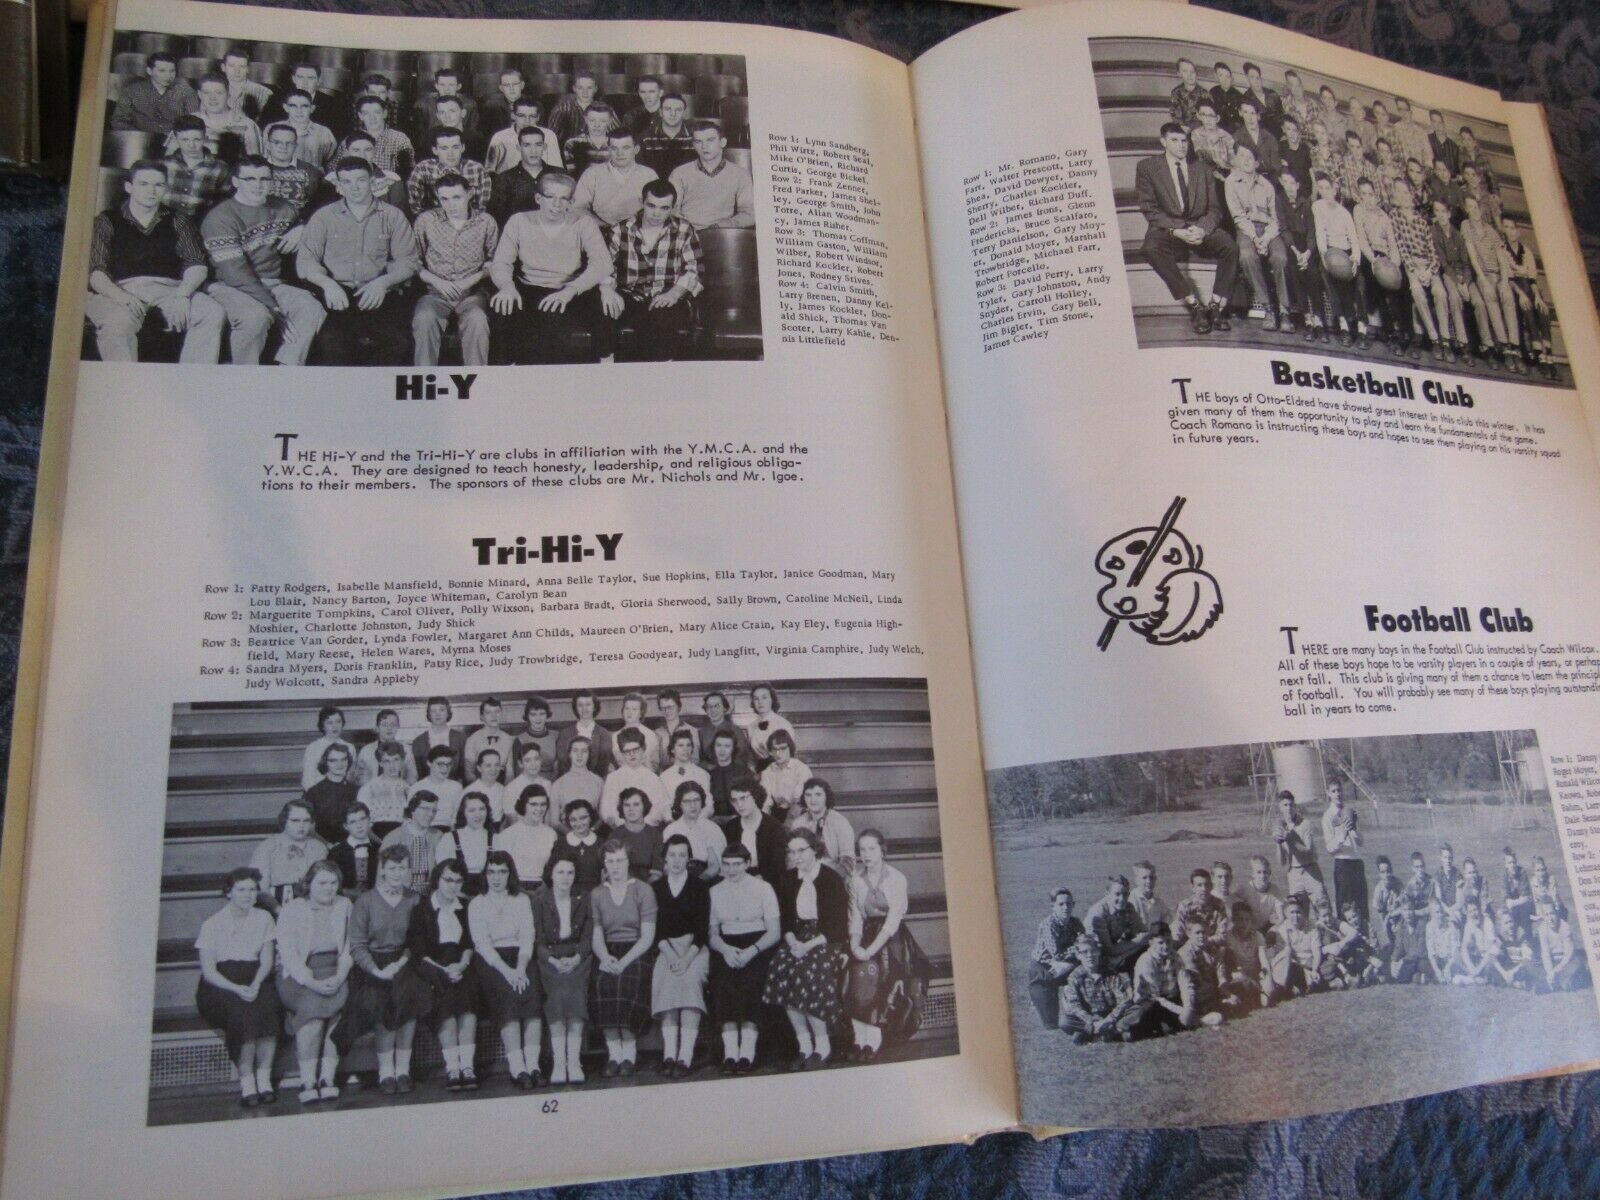 Row 1: Lynn Sandberg,
Phil Wirtz, Robert Seal,
Mike O'Brien, Richard
Curtis, George Bickel.
Row 2: Frank Zenner,
Fred Parker, James Shel-
ley, George Smith, John
Torre, Allan Woodman-
cy, James Risher.
Row 3: Thomas Coffman,
William Gaston, William
Wilber, Robert Windsor,
Richard Kockler, Robert
Jones, Rodney Stives.
Row 4: Calvin Smith,
Larry Brenen, Danny Kel-
ly, James Kockler, Don-
ald Shick, Thomas Van
Scoter, Larry Kahle, Den-
nis Littlefield
Hi-Y
THE Hi-Y and the Tri-Hi-Y are clubs in affiliation with the Y.M.C.A. and the
Y.W.C.A. They are designed to teach honesty, leadership, and religious obliga-
tions to their members. The sponsors of these clubs are Mr. Nichols and Mr. Igoe.
Tri-Hi-Y
Row 1: Patty Rodgers, Isabelle Mansfield, Bonnie Minard, Anna Belle Taylor, Sue Hopkins, Ella Taylor, Janice Goodman, Mary
Lou Blair, Nancy Barton, Joyce Whiteman, Carolyn Bean
Row 2: Marguerite Tompkins, Carol Oliver, Polly Wixson, Barbara Bradt, Gloria Sherwood, Sally Brown, Caroline McNeil, Linda
Moshier, Charlotte Johnston, Judy Shick
Row 3: Beatrice Van Gorder, Lynda Fowler, Margaret Ann Childs, Maureen O'Brien, Mary Alice Crain, Kay Eley, Eugenia High-
field, Mary Reese, Helen Wares, Myrna Moses
Row 4: Sandra Myers, Doris Franklin, Patsy Rice, Judy Trowbridge, Teresa Goodyear, Judy Langfitt, Virginia Camphire, Judy Welch,
Judy Wolcott, Sandra Appleby
62
Row 1: Mr. Romano, Gary
Farr, Walter Prescott, Larry
Shea, David Dewyer, Danny
Sherry, Charles Kockler,
Dell Wilber, Richard Duff.
Row 2: James Irons, Glenn
Fredericks, Bruce Scalfaro,
Terry Danielson, Gary Moy-
er, Donald Moyer, Marshall
Trowbridge, Michael Farr,
Robert Porcello.
Row 3: David Perry, Larry
Tyler, Gary Johnston, Andy
Snyder, Carroll Holley,
Charles Ervin, Gary Bell,
Jim Bigler, Tim Stone,
James Cawley
Basketball Club
THE boys of Otto-Eldred have showed great interest in this club this winter. It has
given many of them the opportunity to play and learn the fundamentals of the game.
Coach Romano is instructing these boys and hopes to see them playing on his varsity squad
in future years.
Football Club
THERE are many boys in the Football Club instructed by Coach Wilcox.
All of these boys hope to be varsity players in a couple of years, or perhap
next fall. This club is giving many of them a chance to learn the princip
of football. You will probably see many of these boys playing outstandin
ball in years to come.
Row 1: Danny
Roger Moyer,
Ronald Wilco
Keown, Rob
Bahm, Larr
Dale Benne
Danny Sto
croy.
Row 2:
Lehma
Don S